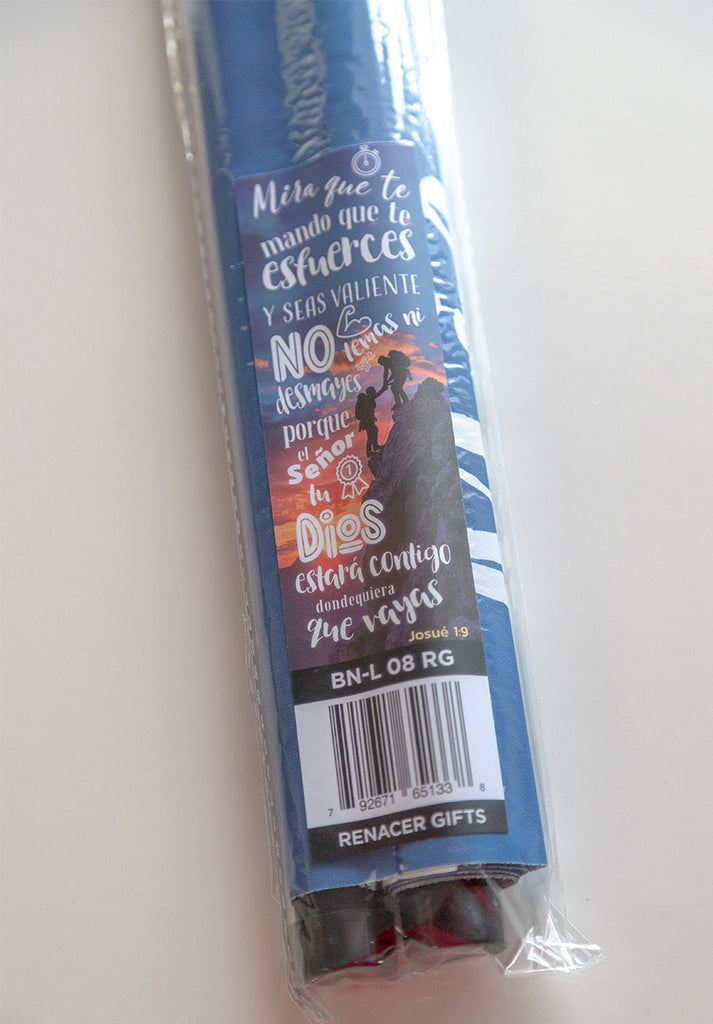 Mira que te
mando que te
esfuerces
Y SEAS VALIENTE
NO temas ni
desmayes
porque
el
Señor
1
tu
Dios
estará contigo
dondequiera
que vayas
Josué 1:9
BN-L 08 RG
7 92671 65133 8
RENACER GIFTS